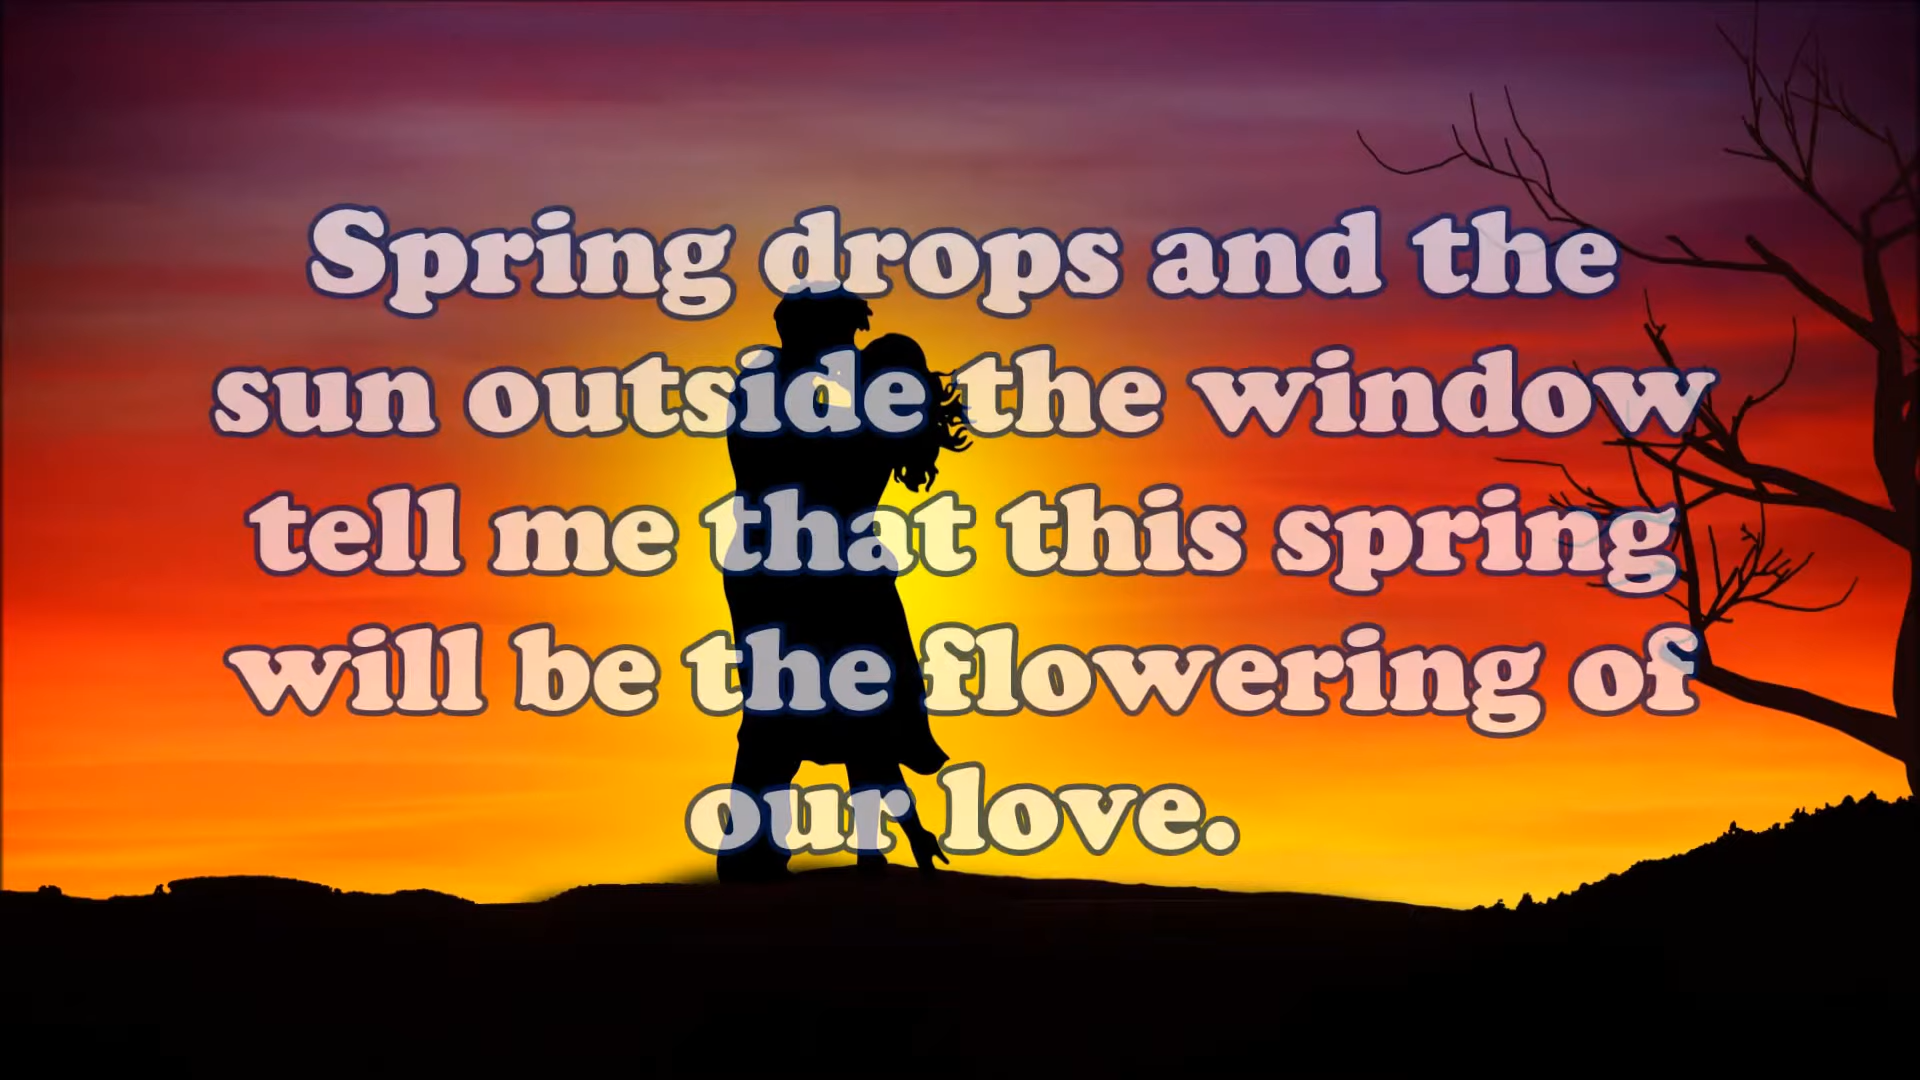 Spring drops and the
sun outside the window
tell me that this spring
will be the flowering of
our love.